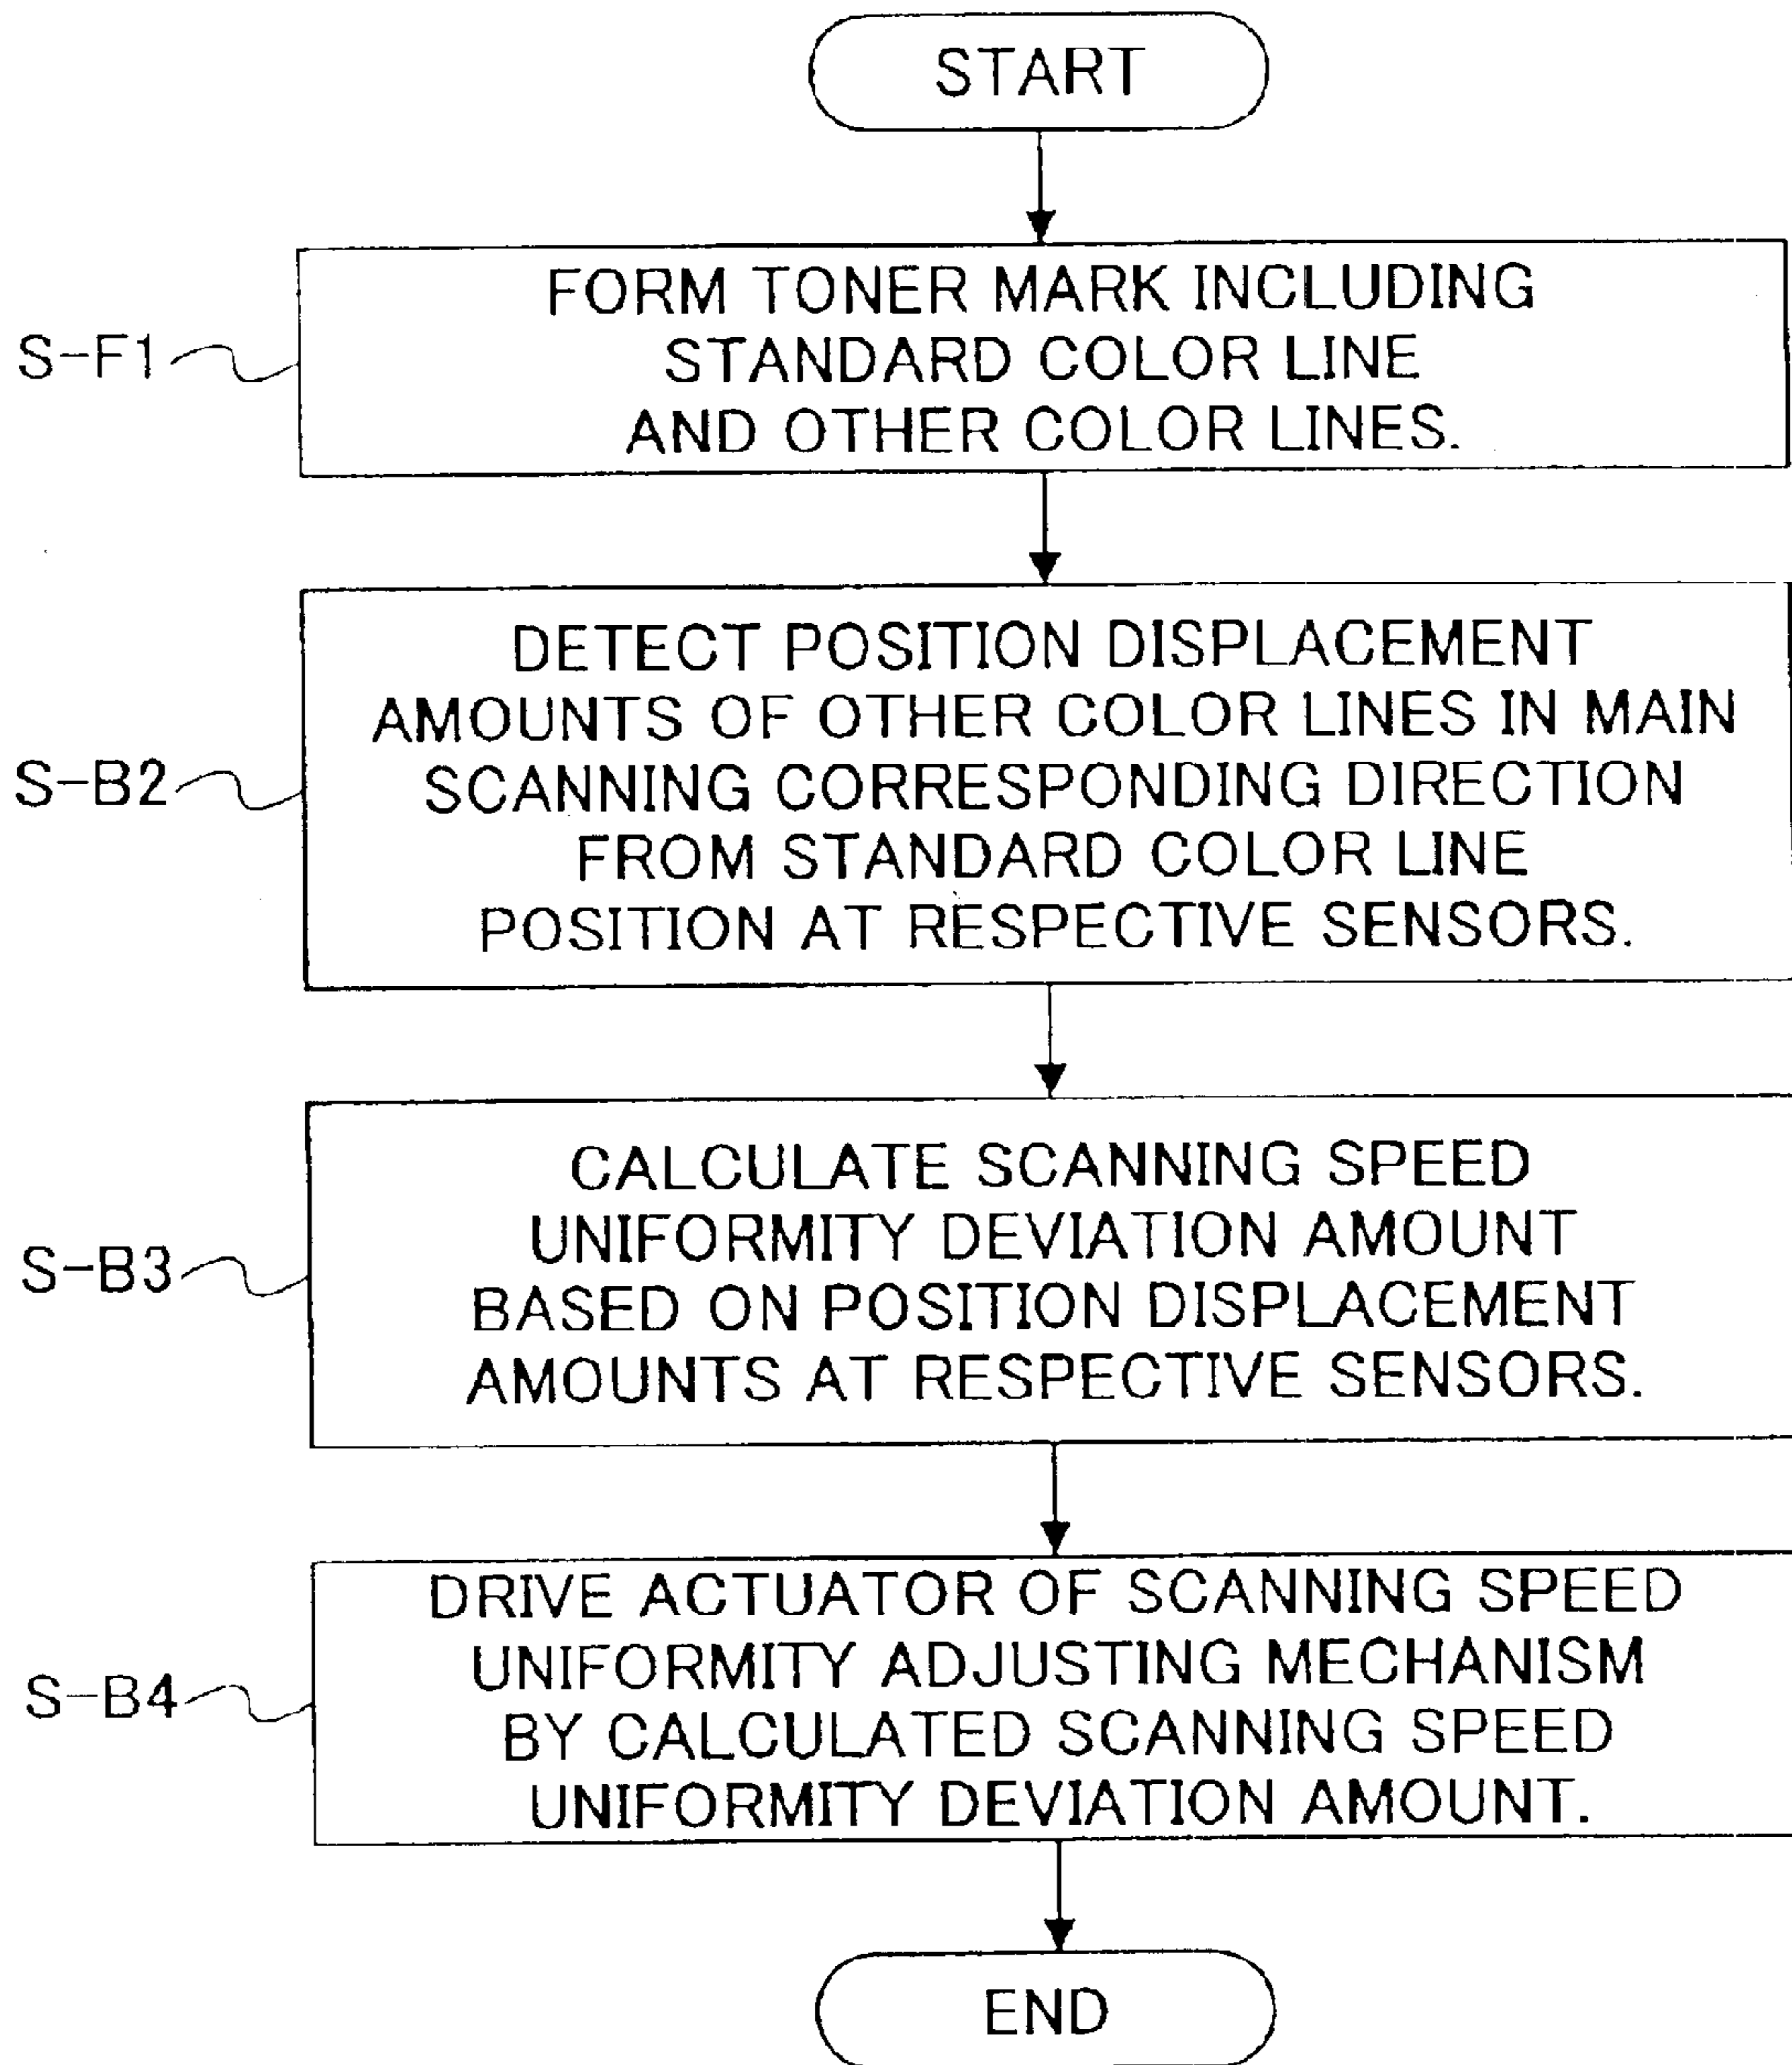 START
FORM TONER MARK INCLUDING
STANDARD COLOR LINE
AND OTHER COLOR LINES.
S-F1
DETECT POSITION DISPLACEMENT
AMOUNTS OF OTHER COLOR LINES IN MAIN
SCANNING CORRESPONDING DIRECTION
FROM STANDARD COLOR LINE
POSITION AT RESPECTIVE SENSORS.
S-B2
CALCULATE SCANNING SPEED
UNIFORMITY DEVIATION AMOUNT
BASED ON POSITION DISPLACEMENT
AMOUNTS AT RESPECTIVE SENSORS.
S-B3
DRIVE ACTUATOR OF SCANNING SPEED
UNIFORMITY ADJUSTING MECHANISM
BY CALCULATED SCANNING SPEED
UNIFORMITY DEVIATION AMOUNT.
S-B4
END